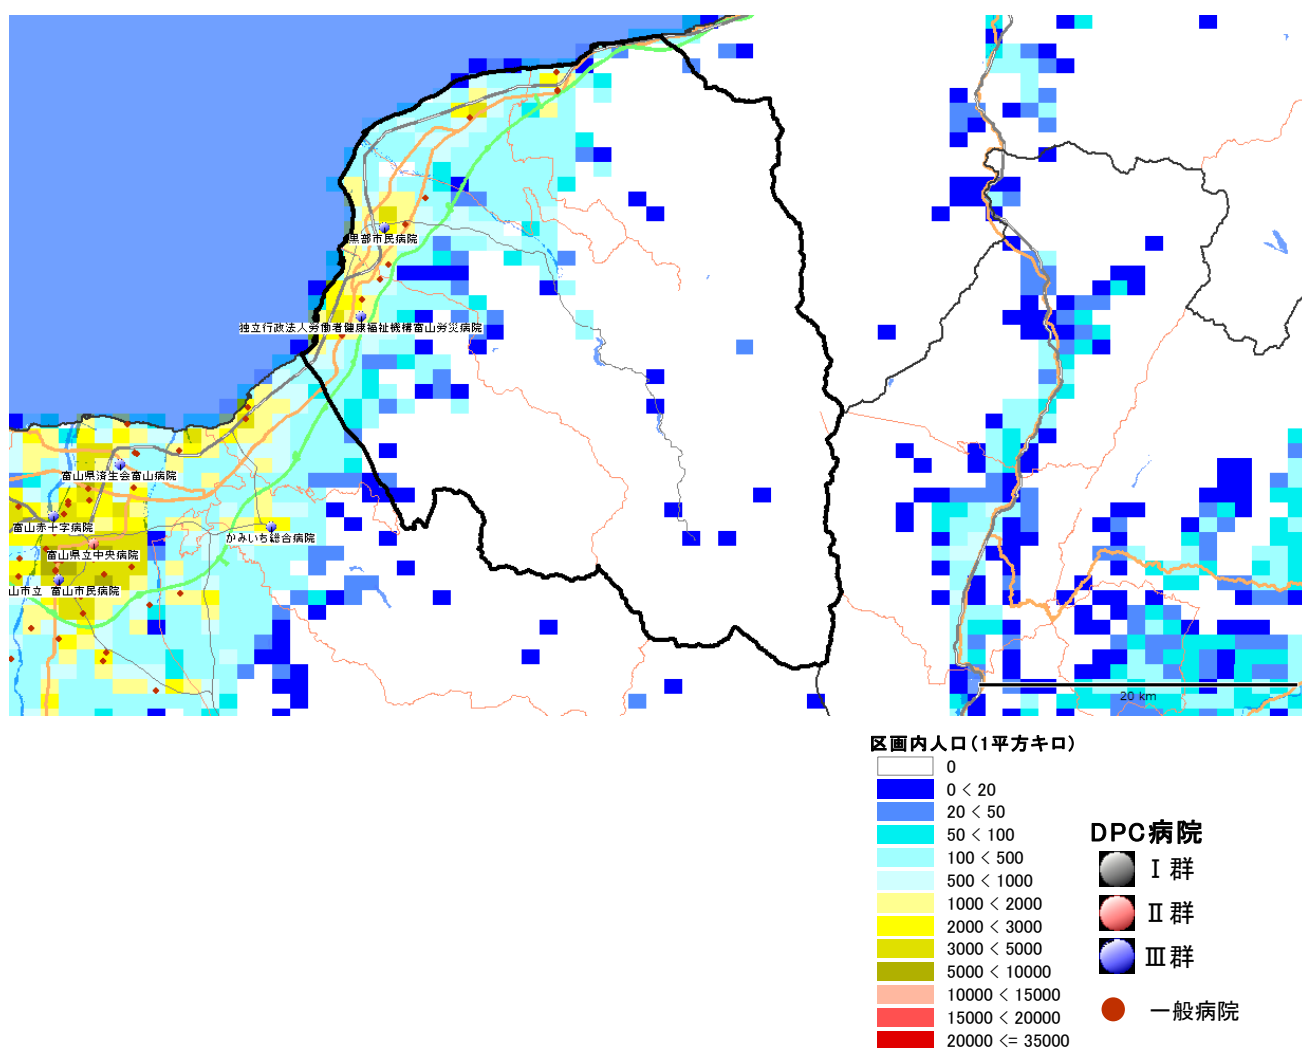 黒部市民病院
独立行政法人労働者健康福祉機構富山労災病院
富山県済生会富山病院
富山赤十字病院
かみいち総合病院
富山県立中央病院
山市立 富山市民病院
20 km
区画内人口(1平方キロ)
0
0 < 20
20 < 50
50 < 100
100 < 500
500 < 1000
1000 < 2000
2000 < 3000
3000 < 5000
5000 < 10000
10000 < 15000
15000 < 20000
20000 <= 35000
DPC病院
Ⅰ群
Ⅱ群
Ⅲ群
一般病院